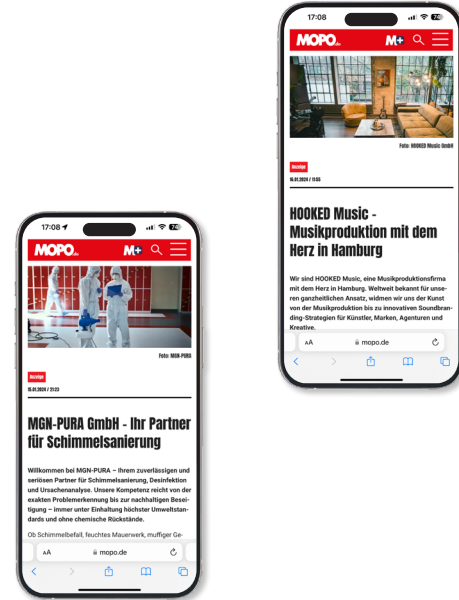 17:08
MOPO.de
M+
Foto: HOOKED Music GmbH
Anzeige
16.01.2024 / 11:55
HOOKED Music -
Musikproduktion mit dem
Herz in Hamburg
Wir sind HOOKED Music, eine Musikproduktionsfirma
mit dem Herz in Hamburg. Weltweit bekannt für unse-
ren ganzheitlichen Ansatz, widmen wir uns der Kunst
von der Musikproduktion bis zu innovativen Soundbran-
ding-Strategien für Künstler, Marken, Agenturen und
Kreative.
AA
mopo.de
17:08
MOPO.de
M+
Foto: MGN-PURA
Anzeige
15.01.2024 / 21:23
MGN-PURA GmbH - Ihr Partner
für Schimmelsanierung
Willkommen bei MGN-PURA – Ihrem zuverlässigen und
seriösen Partner für Schimmelsanierung, Desinfektion
und Ursachenanalyse. Unsere Kompetenz reicht von der
exakten Problemerkennung bis zur nachhaltigen Besei-
tigung – immer unter Einhaltung höchster Umweltstan-
dards und ohne chemische Rückstände.
Ob Schimmelbefall, feuchtes Mauerwerk, muffiger Ge-
AA
mopo.de